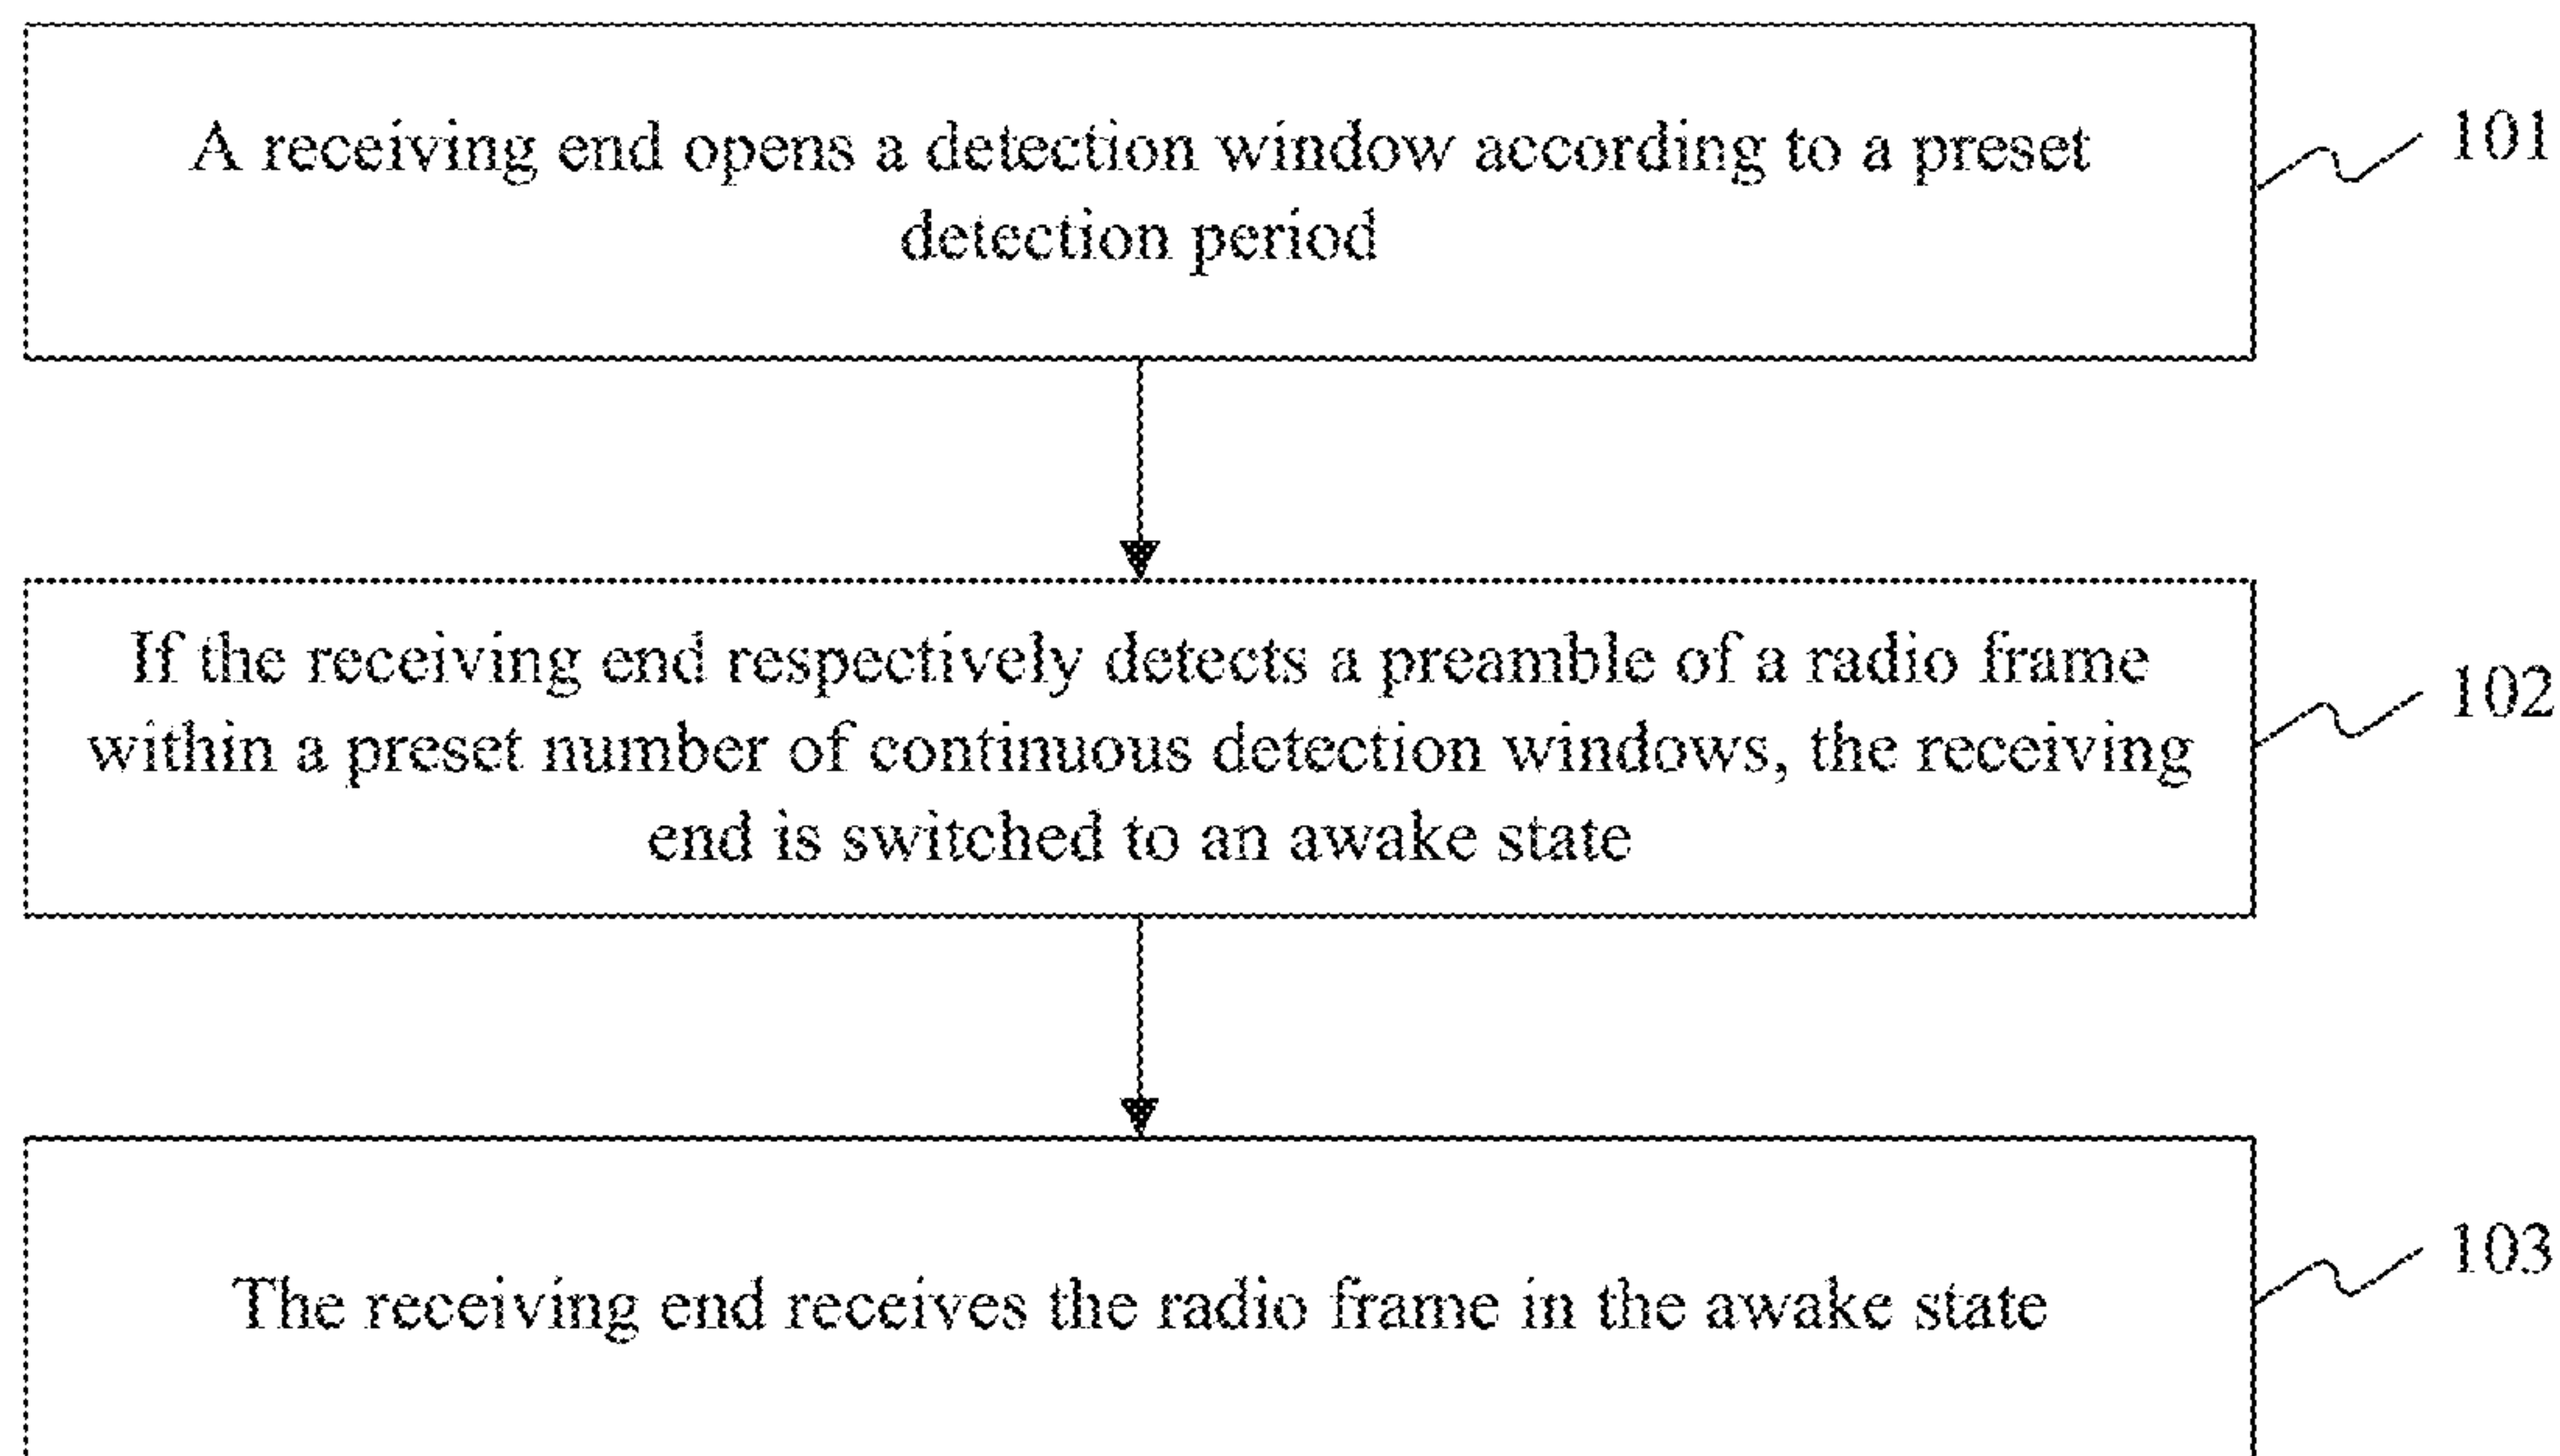 A receiving end opens a detection window according to a preset
detection period
101
If the receiving end respectively detects a preamble of a radio frame
within a preset number of continuous detection windows, the receiving
end is switched to an awake state
102
The receiving end receives the radio frame in the awake state
103